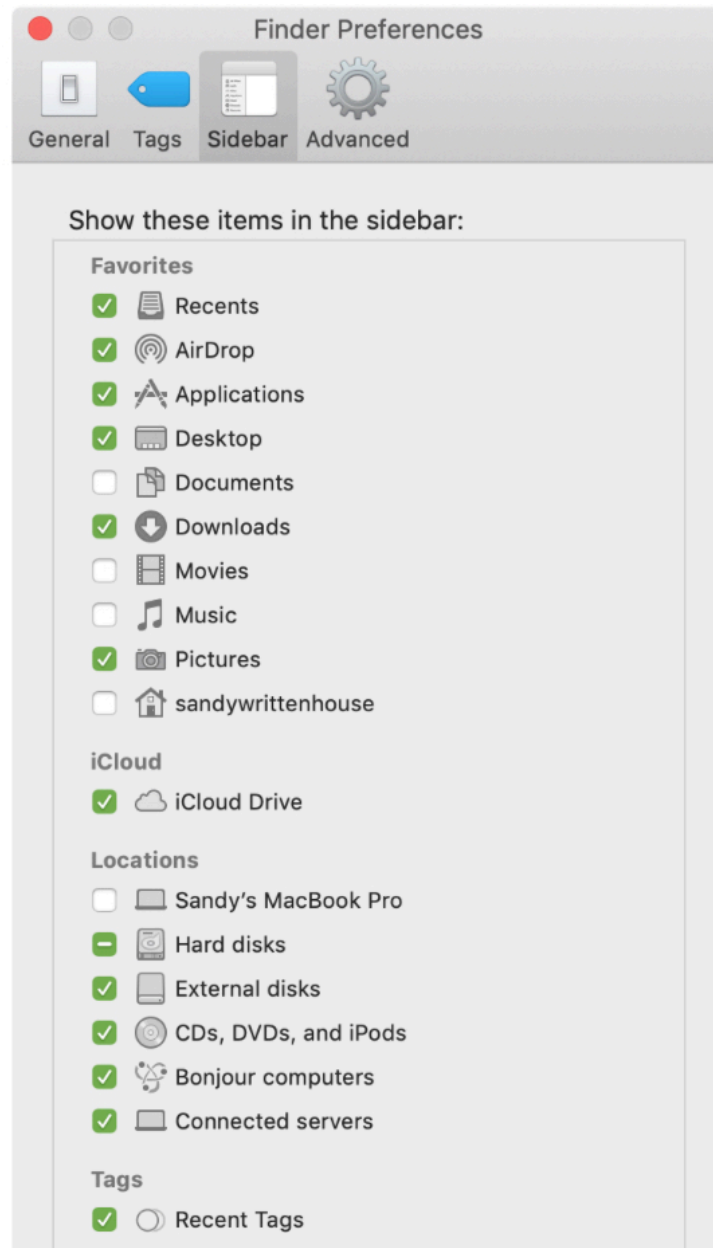 Finder Preferences
General Tags Sidebar Advanced
Show these items in the sidebar:
Favorites
Recents
AirDrop
Applications
Desktop
Documents
Downloads
Movies
Music
Pictures
sandywrittenhouse
iCloud
iCloud Drive
Locations
Sandy’s MacBook Pro
Hard disks
External disks
CDs, DVDs, and iPods
Bonjour computers
Connected servers
Tags
Recent Tags